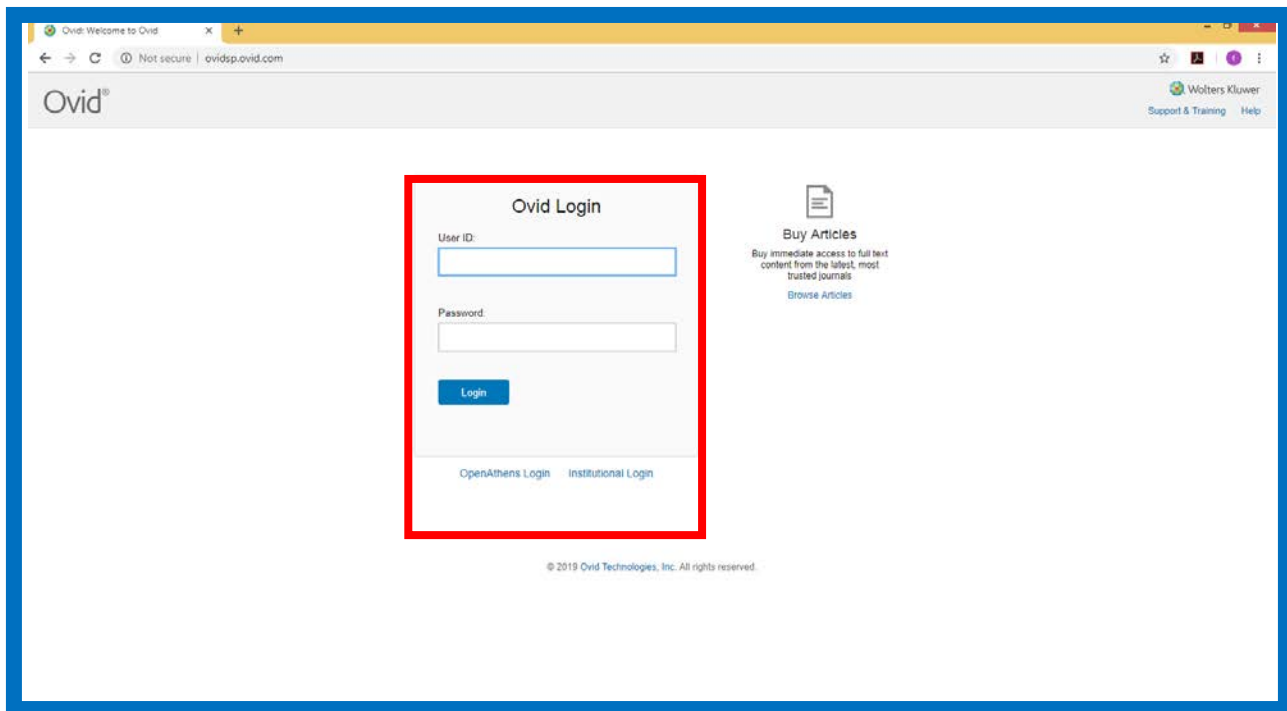 Ovid: Welcome to Ovid
Not secure | ovidsp.ovid.com
Ovid®
Wolters Kluwer
Support & Training Help
Ovid Login
User ID:
Password:
Login
OpenAthens Login Institutional Login
Buy Articles
Buy immediate access to full text
content from the latest, most
trusted journals
Browse Articles
© 2019 Ovid Technologies, Inc. All rights reserved.